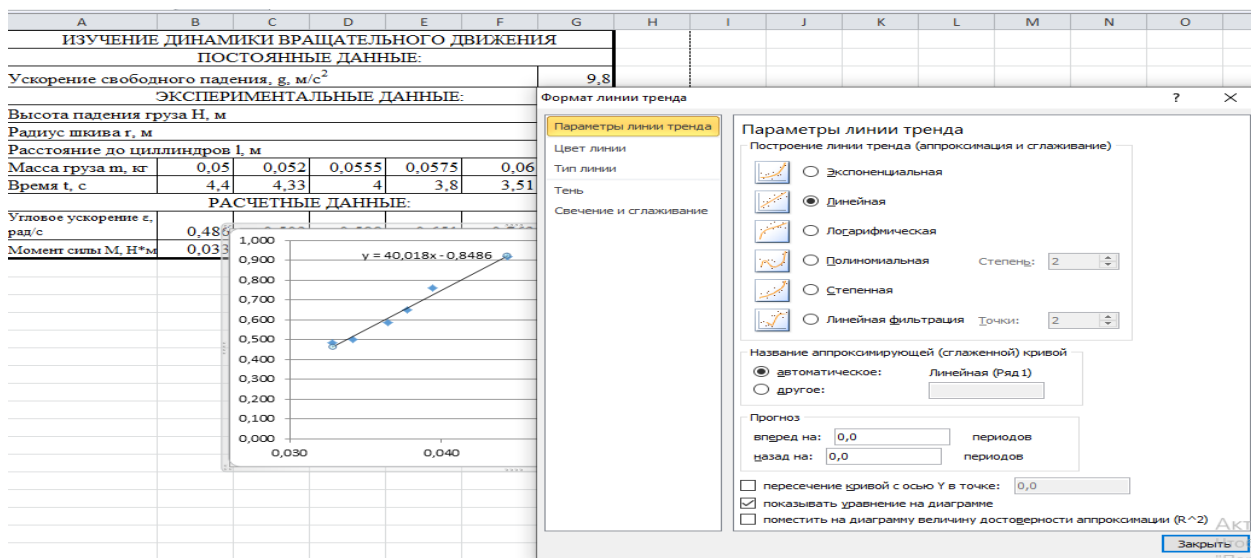 A B C D E F G H I J K L M N O
ИЗУЧЕНИЕ ДИНАМИКИ ВРАЩАТЕЛЬНОГО ДВИЖЕНИЯ
ПОСТОЯННЫЕ ДАННЫЕ:
Ускорение свободного падения, g, м/с² 9,8
ЭКСПЕРИМЕНТАЛЬНЫЕ ДАННЫЕ:
Высота падения груза H, м
Радиус шкива r, м
Расстояние до циллиндров l, м
Масса груза m, кг 0,05 0,052 0,0555 0,0575 0,06
Время t, с 4,4 4,33 4 3,8 3,51
РАСЧЕТНЫЕ ДАННЫЕ:
Угловое ускорение ε,
рад/с 0,486
Момент силы М, Н*м 0,033
1,000
0,900
0,800
0,700
0,600
0,500
0,400
0,300
0,200
0,100
0,000
y = 40,018x - 0,8486
0,030 0,040
Формат линии тренда ?
Параметры линии тренда
Цвет линии
Тип линии
Тень
Свечение и сглаживание
Параметры линии тренда
Построение линии тренда (аппроксимация и сглаживание)
Экспоненциальная
Линейная
Логарифмическая
Полиномиальная Степень: 2
Степенная
Линейная фильтрация Точки: 2
Название аппроксимирующей (сглаженной) кривой
автоматическое: Линейная (Ряд1)
другое:
Прогноз
вперед на: 0,0 периодов
назад на: 0,0 периодов
пересечение кривой с осью Y в точке: 0,0
показывать уравнение на диаграмме
поместить на диаграмму величину достоверности аппроксимации (R^2)
Закрыть